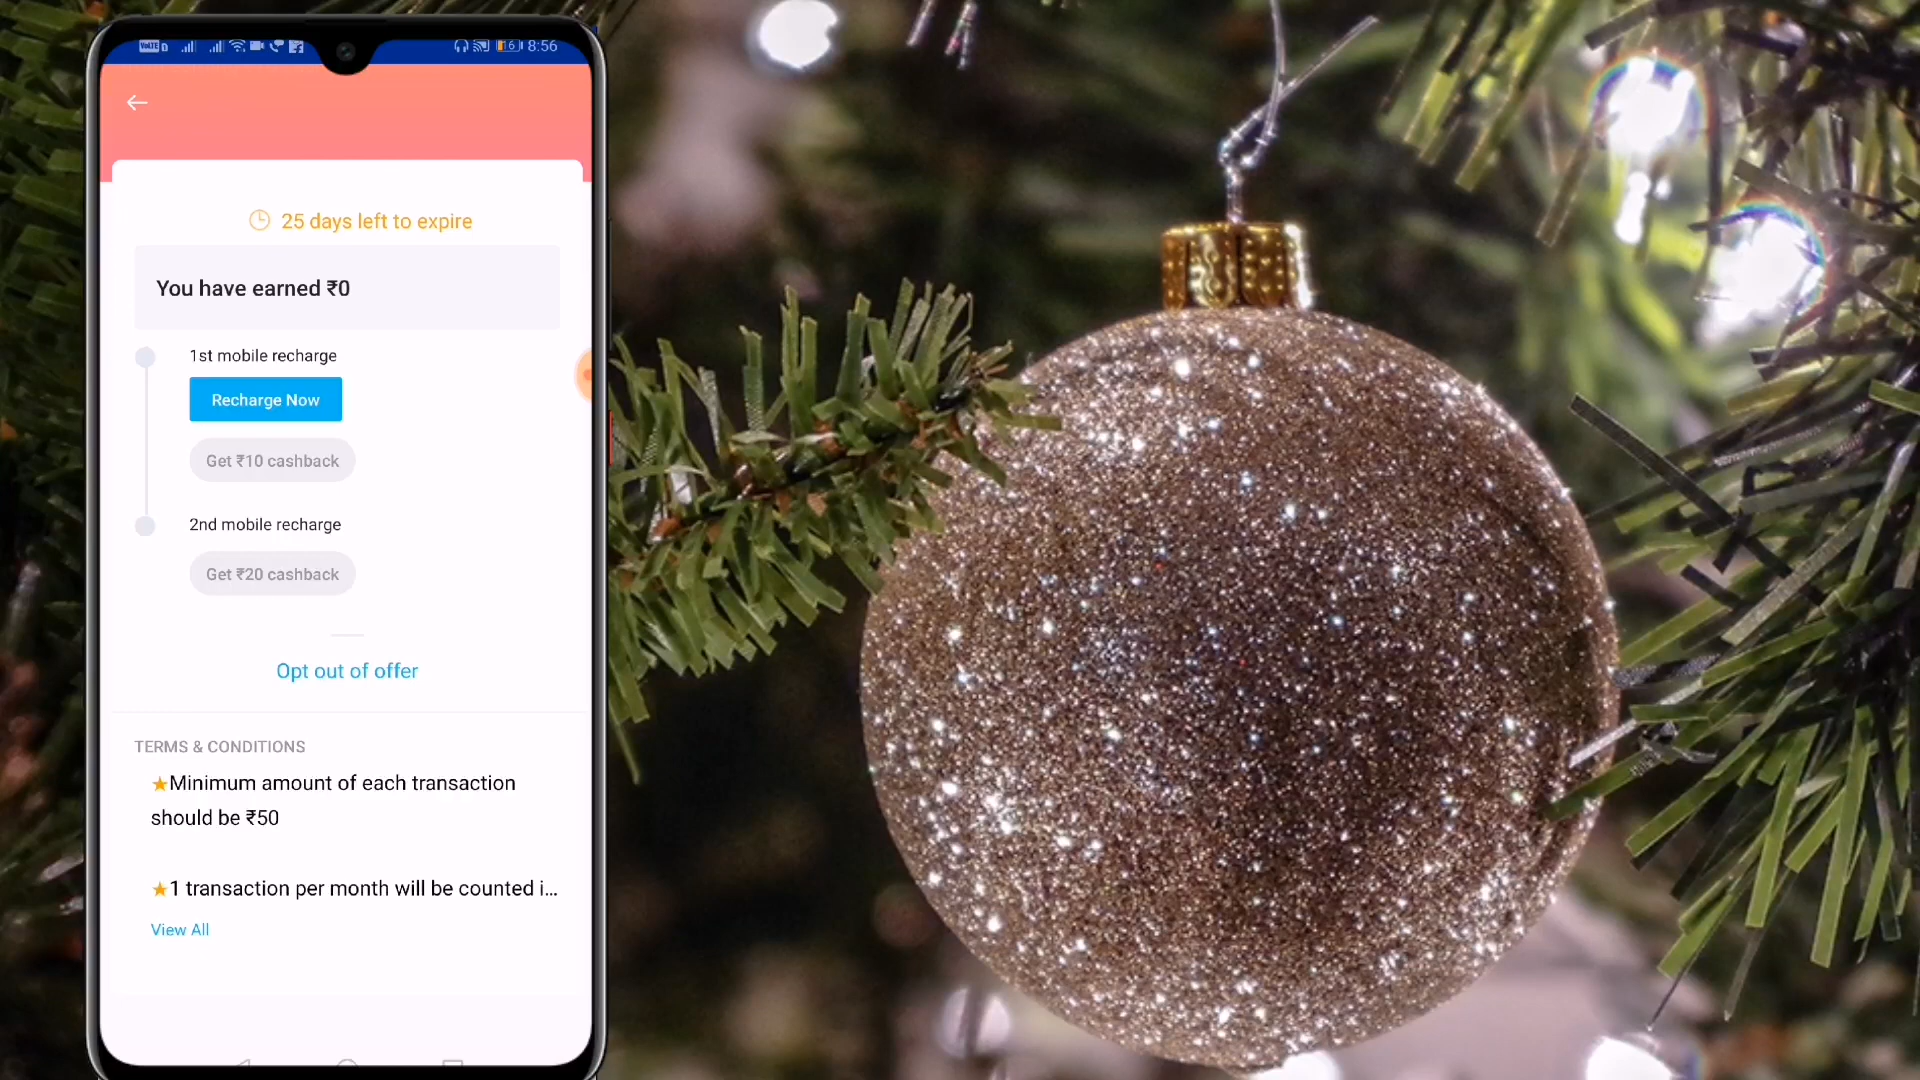 VoLTE 6 8:56
25 days left to expire
You have earned ₹0
1st mobile recharge
Recharge Now
Get ₹10 cashback
2nd mobile recharge
Get ₹20 cashback
Opt out of offer
TERMS & CONDITIONS
★Minimum amount of each transaction
should be ₹50
★1 transaction per month will be counted i...
View All